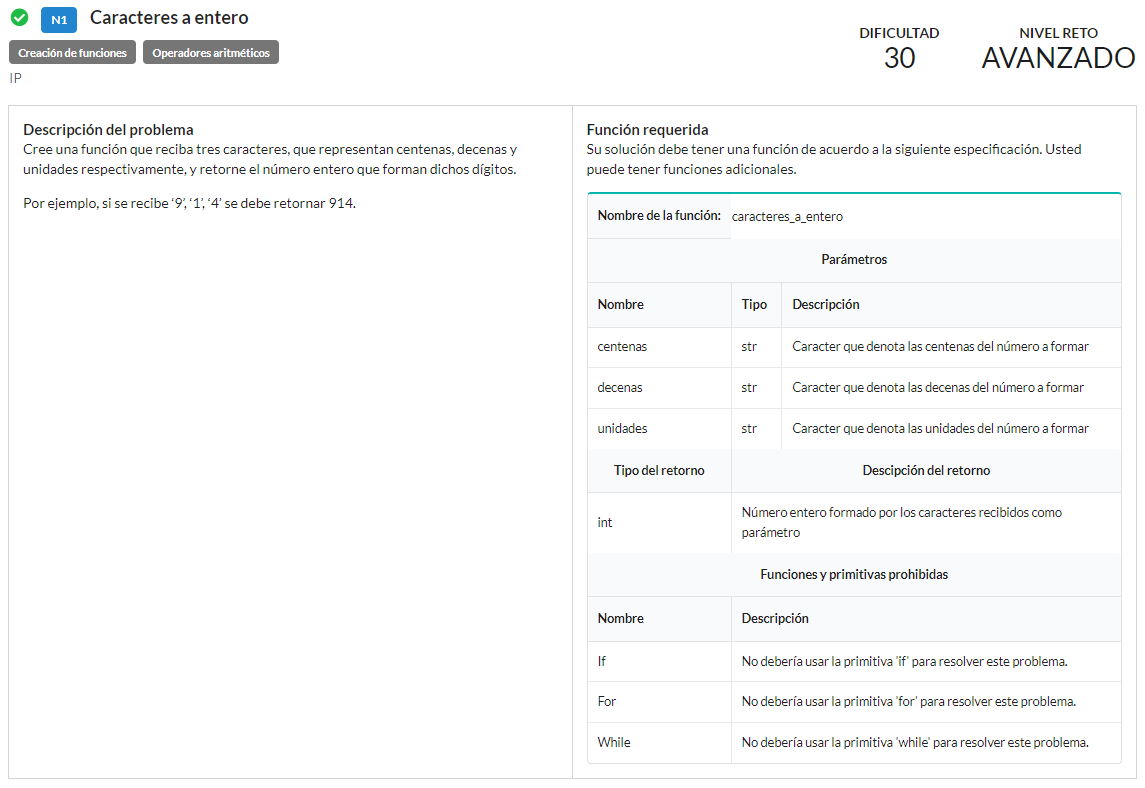 N1 Caracteres a entero
Creación de funciones Operadores aritméticos
IP
DIFICULTAD
30
NIVEL RETO
AVANZADO
Descripción del problema
Cree una función que reciba tres caracteres, que representan centenas, decenas y
unidades respectivamente, y retorne el número entero que forman dichos dígitos.
Por ejemplo, si se recibe ‘9’, ‘1’, ‘4’ se debe retornar 914.
Función requerida
Su solución debe tener una función de acuerdo a la siguiente especificación. Usted
puede tener funciones adicionales.
Nombre de la función: caracteres_a_entero
Parámetros
Nombre Tipo Descripción
centenas str Caracter que denota las centenas del número a formar
decenas str Caracter que denota las decenas del número a formar
unidades str Caracter que denota las unidades del número a formar
Tipo del retorno Descipción del retorno
int Número entero formado por los caracteres recibidos como
parámetro
Funciones y primitivas prohibidas
Nombre Descripción
If No debería usar la primitiva 'if' para resolver este problema.
For No debería usar la primitiva 'for' para resolver este problema.
While No debería usar la primitiva 'while' para resolver este problema.